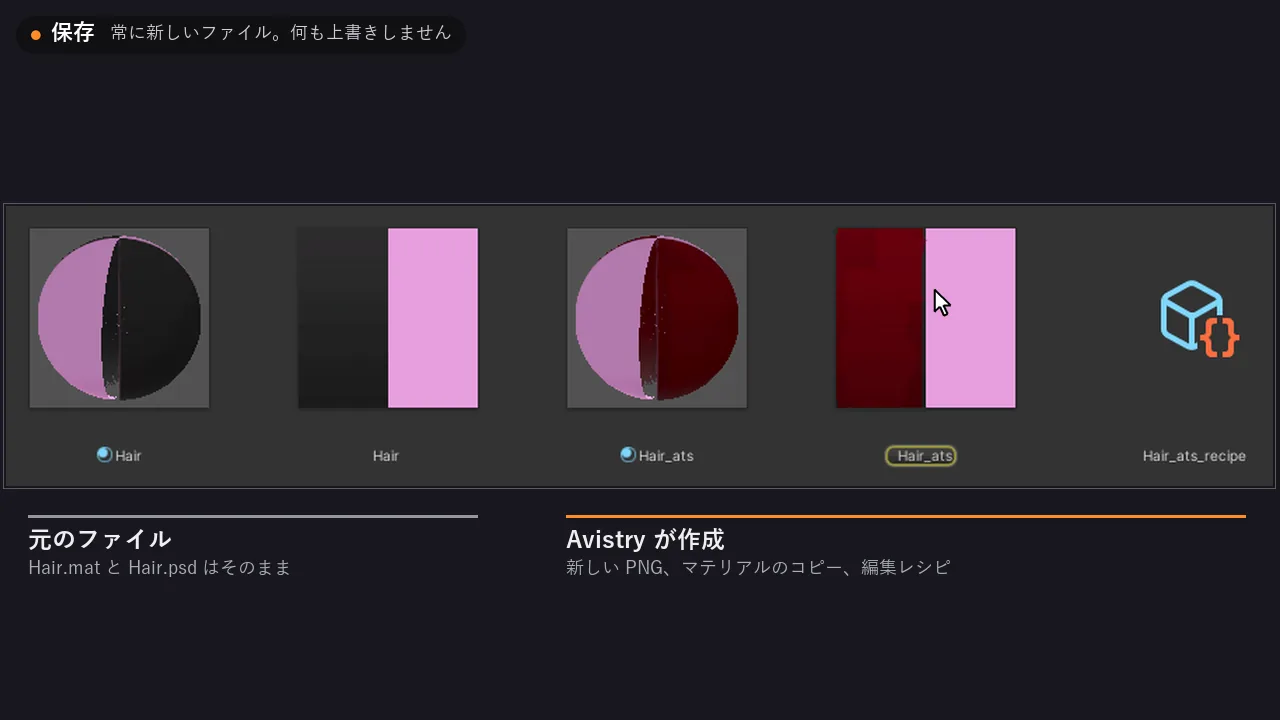 保存 常に新しいファイル。何も上書きしません
Hair
Hair
Hair_ats
Hair_ats
Hair_ats_recipe
元のファイル
Hair.mat と Hair.psd はそのまま
Avistry が作成
新しい PNG、マテリアルのコピー、編集レシピ